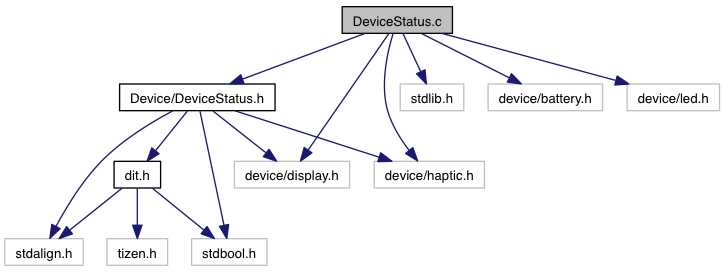 DeviceStatus.c
Device/DeviceStatus.h
stdlib.h
device/battery.h
device/led.h
dit.h
device/display.h
device/haptic.h
stdalign.h
tizen.h
stdbool.h